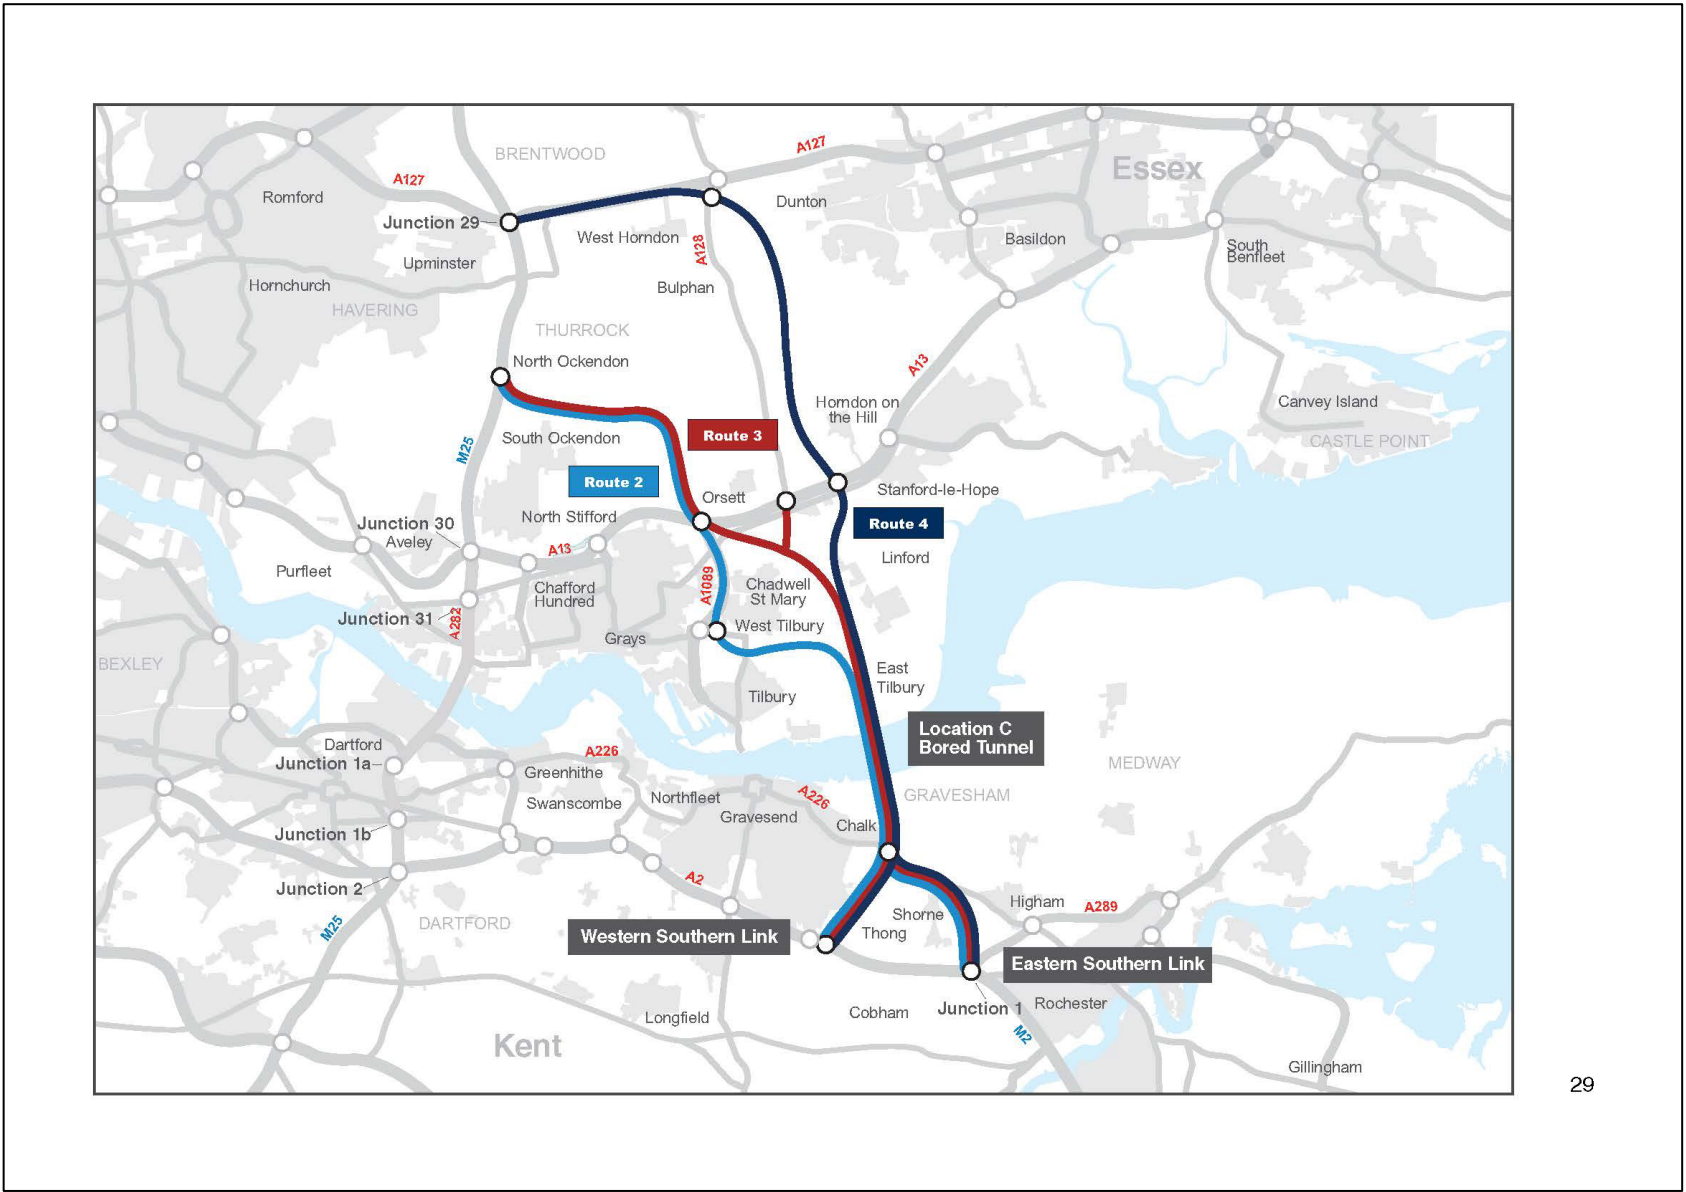 BRENTWOOD
A127
Essex
A127
Romford
Dunton
Junction 29
West Horndon
A128
Basildon
South
Benfleet
Upminster
Hornchurch
Bulphan
HAVERING
THURROCK
North Ockendon
A13
Horndon on
the Hill
Canvey Island
CASTLE POINT
M25
South Ockendon
Route 3
Route 2
Orsett
Stanford-le-Hope
Junction 30
North Stifford
Route 4
Aveley
A13
Linford
Purfleet
Chafford
Hundred
A1089
Chadwell
St Mary
Junction 31
A282
West Tilbury
Grays
BEXLEY
East
Tilbury
Tilbury
Location C
Bored Tunnel
Dartford
A226
Junction 1a
Greenhithe
MEDWAY
Swanscombe
Northfleet
A226
GRAVESHAM
Gravesend
Chalk
Junction 1b
A2
Junction 2
Higham
A289
M25
DARTFORD
Shorne
Western Southern Link
Thong
Eastern Southern Link
Cobham
Junction 1
Rochester
Longfield
M2
Kent
Gillingham
29